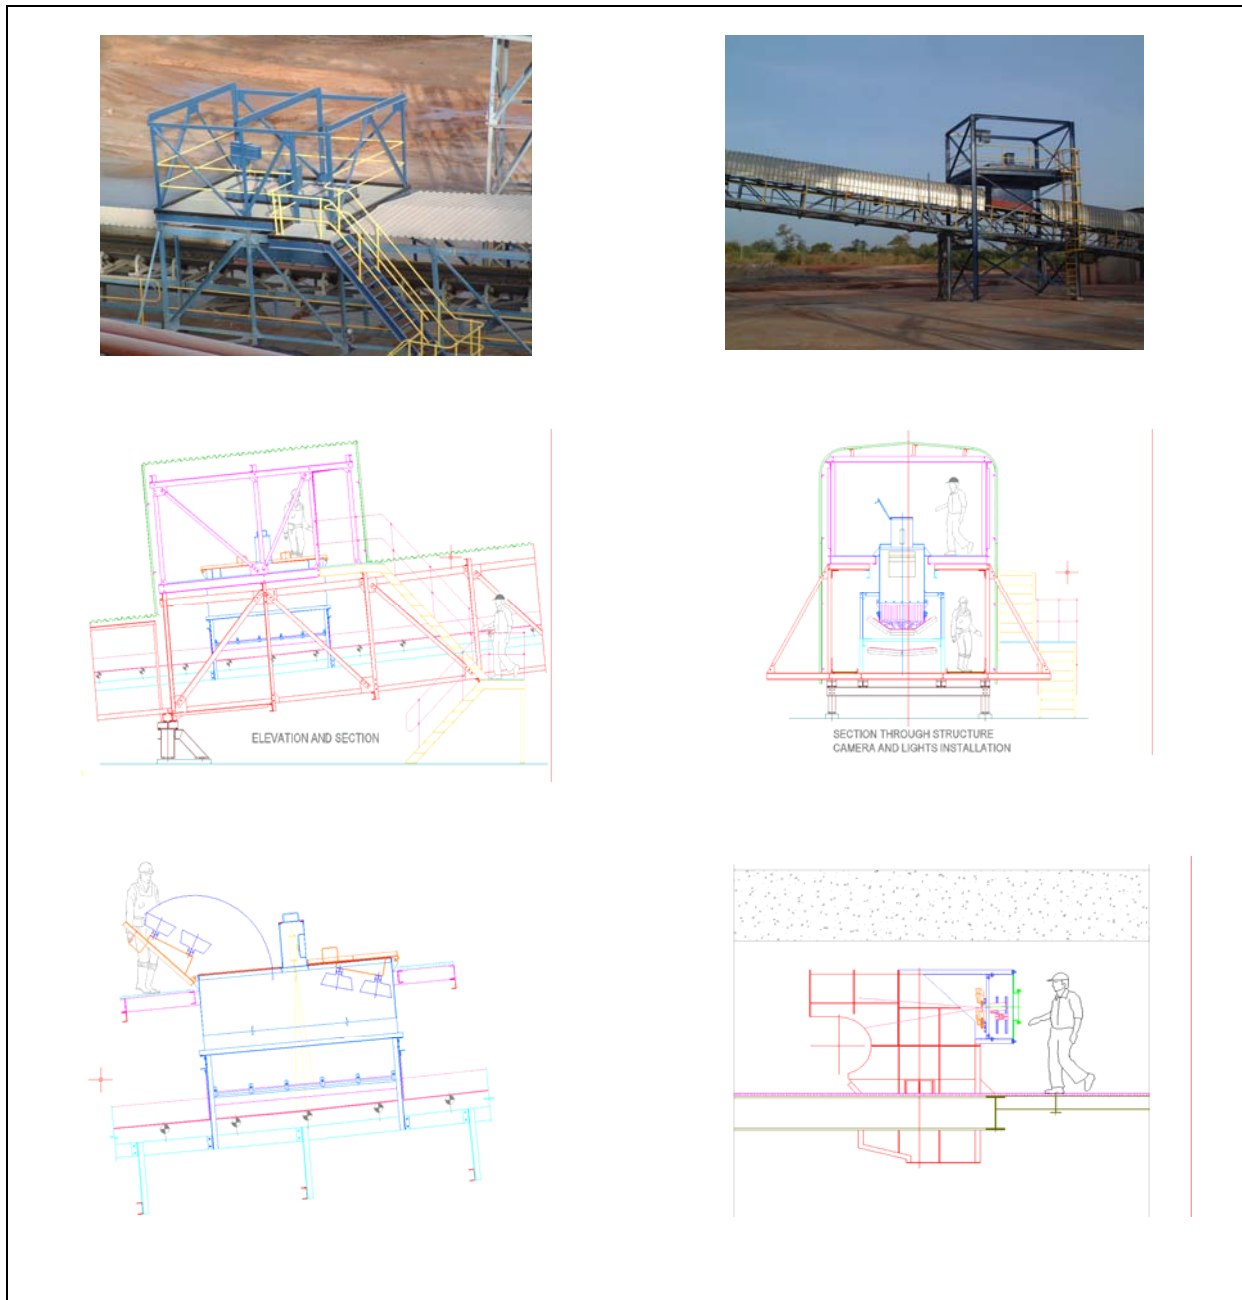 ELEVATION AND SECTION
SECTION THROUGH STRUCTURE
CAMERA AND LIGHTS INSTALLATION